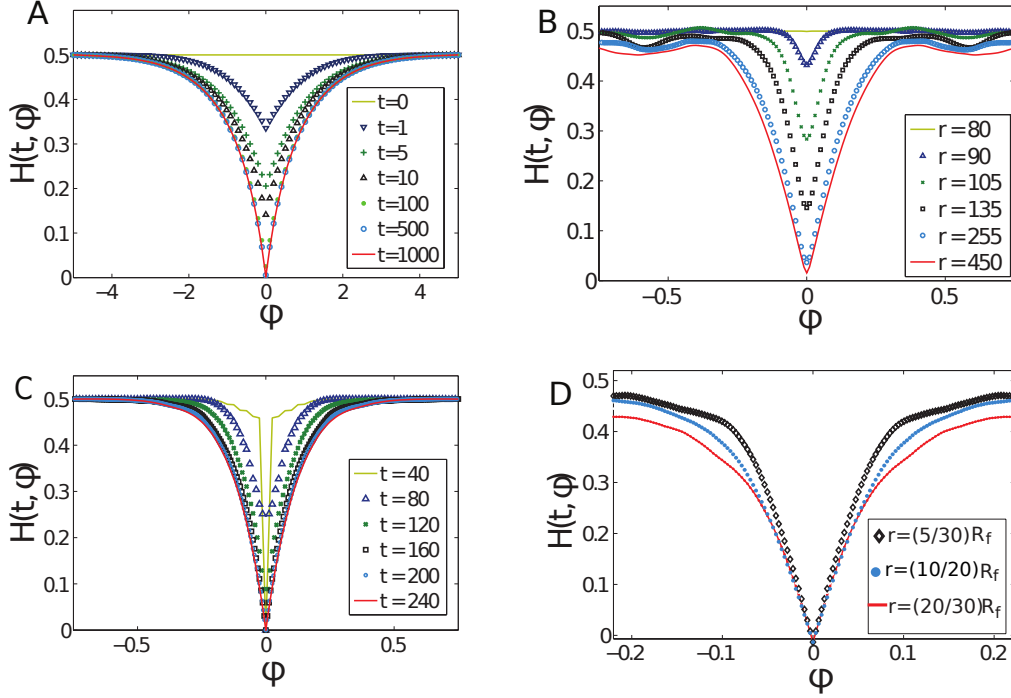 A
H(t, φ)
0.5
0.4
0.3
0.2
0.1
0
−4 −2 0 2 4
φ
t=0
t=1
t=5
t=10
t=100
t=500
t=1000
B
H(t, φ)
0.5
0.4
0.3
0.2
0.1
0
−0.5 0 0.5
φ
r=80
r=90
r=105
r=135
r=255
r=450
C
H(t, φ)
0.5
0.4
0.3
0.2
0.1
0
−0.5 0 0.5
φ
t=40
t=80
t=120
t=160
t=200
t=240
D
H(t, φ)
0.5
0.4
0.3
0.2
0.1
0
−0.2 −0.1 0 0.1 0.2
φ
r=(5/30)Rf
r=(10/20)Rf
r=(20/30)Rf